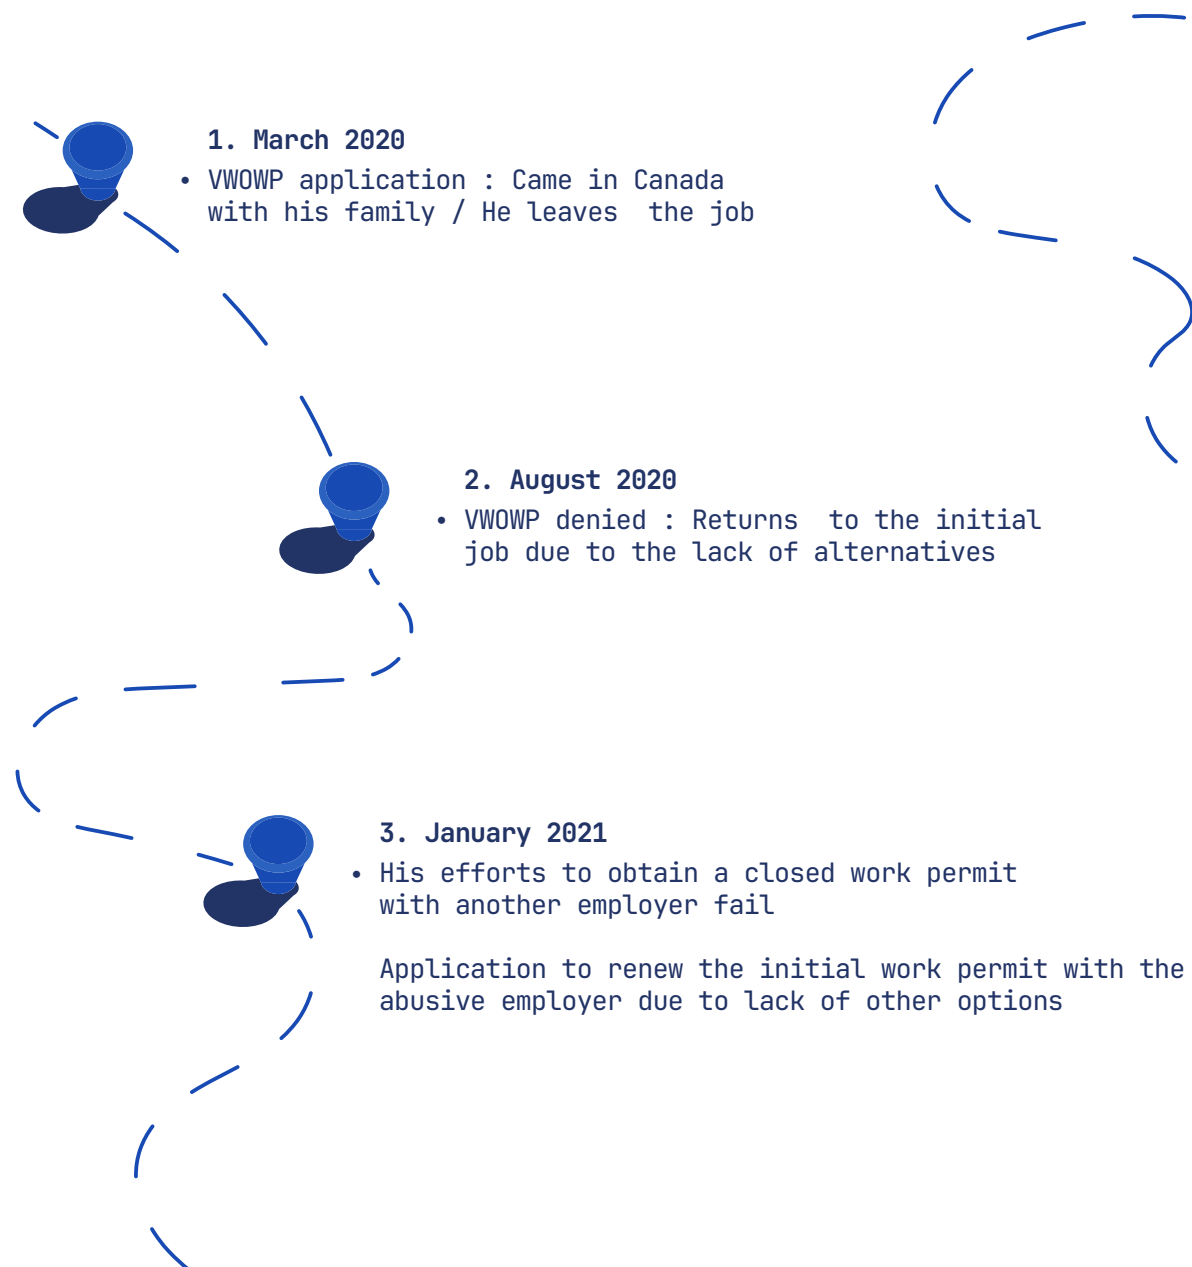 1. March 2020
• VWOWP application : Came in Canada
with his family / He leaves  the job
2. August 2020
• VWOWP denied : Returns  to the initial
job due to the lack of alternatives
3. January 2021
• His efforts to obtain a closed work permit
with another employer fail
Application to renew the initial work permit with the
abusive employer due to lack of other options